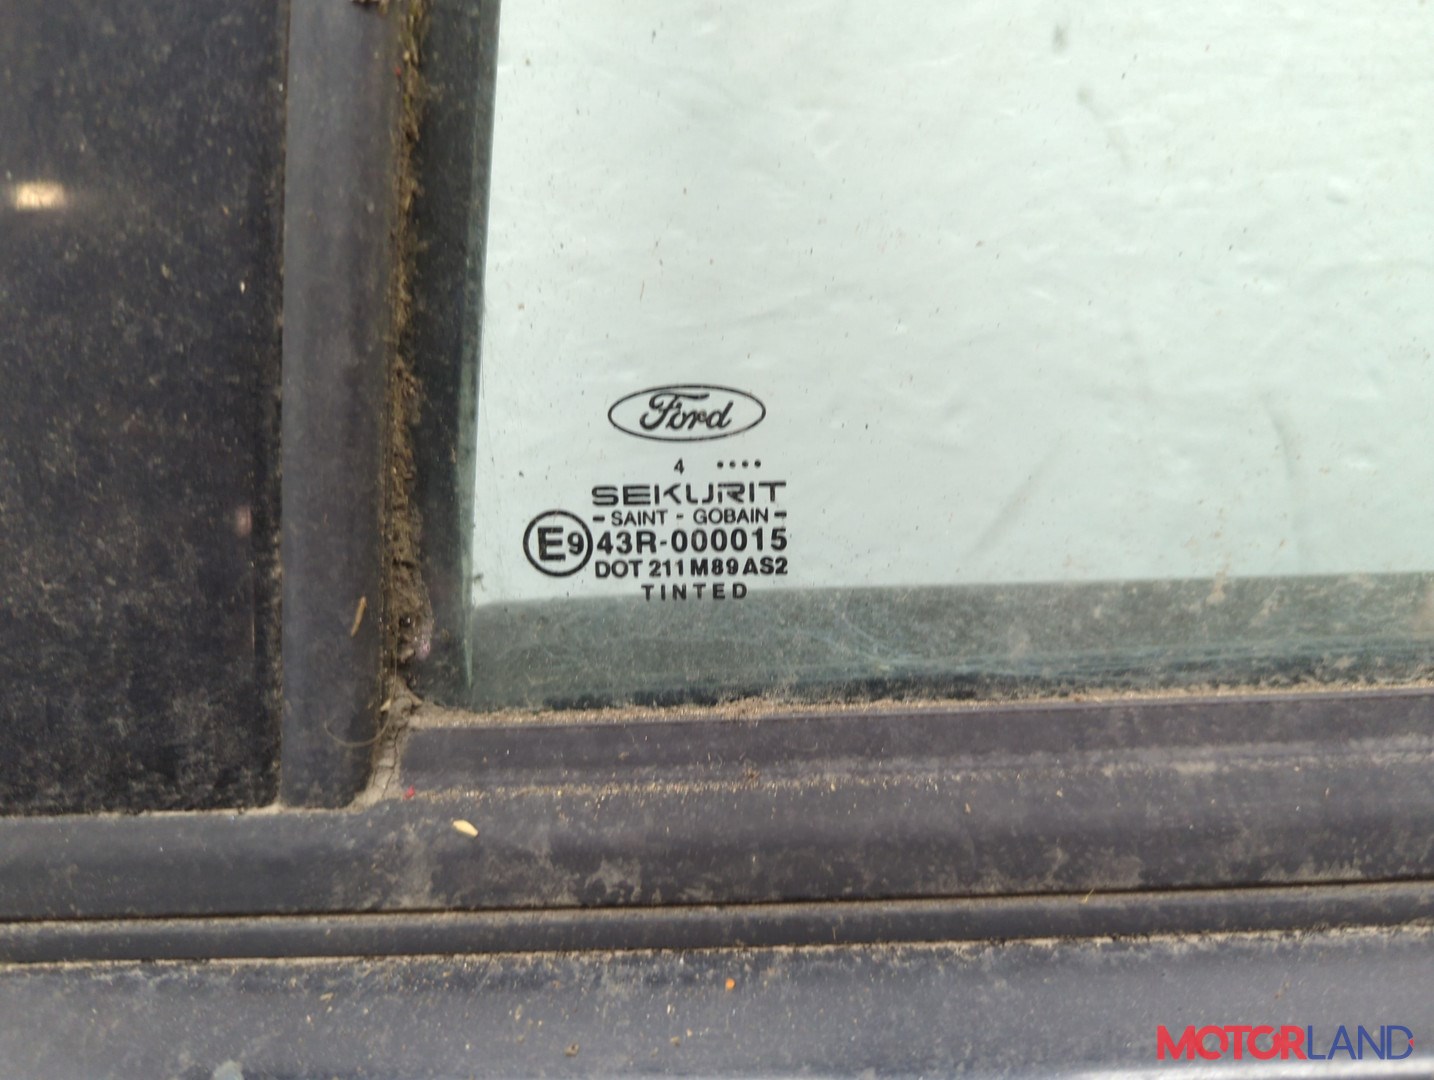 Ford
4 ••••
SEKURIT
- SAINT - GOBAIN -
E9 43R-000015
DOT 211 M89 AS2
TINTED
MOTORLAND